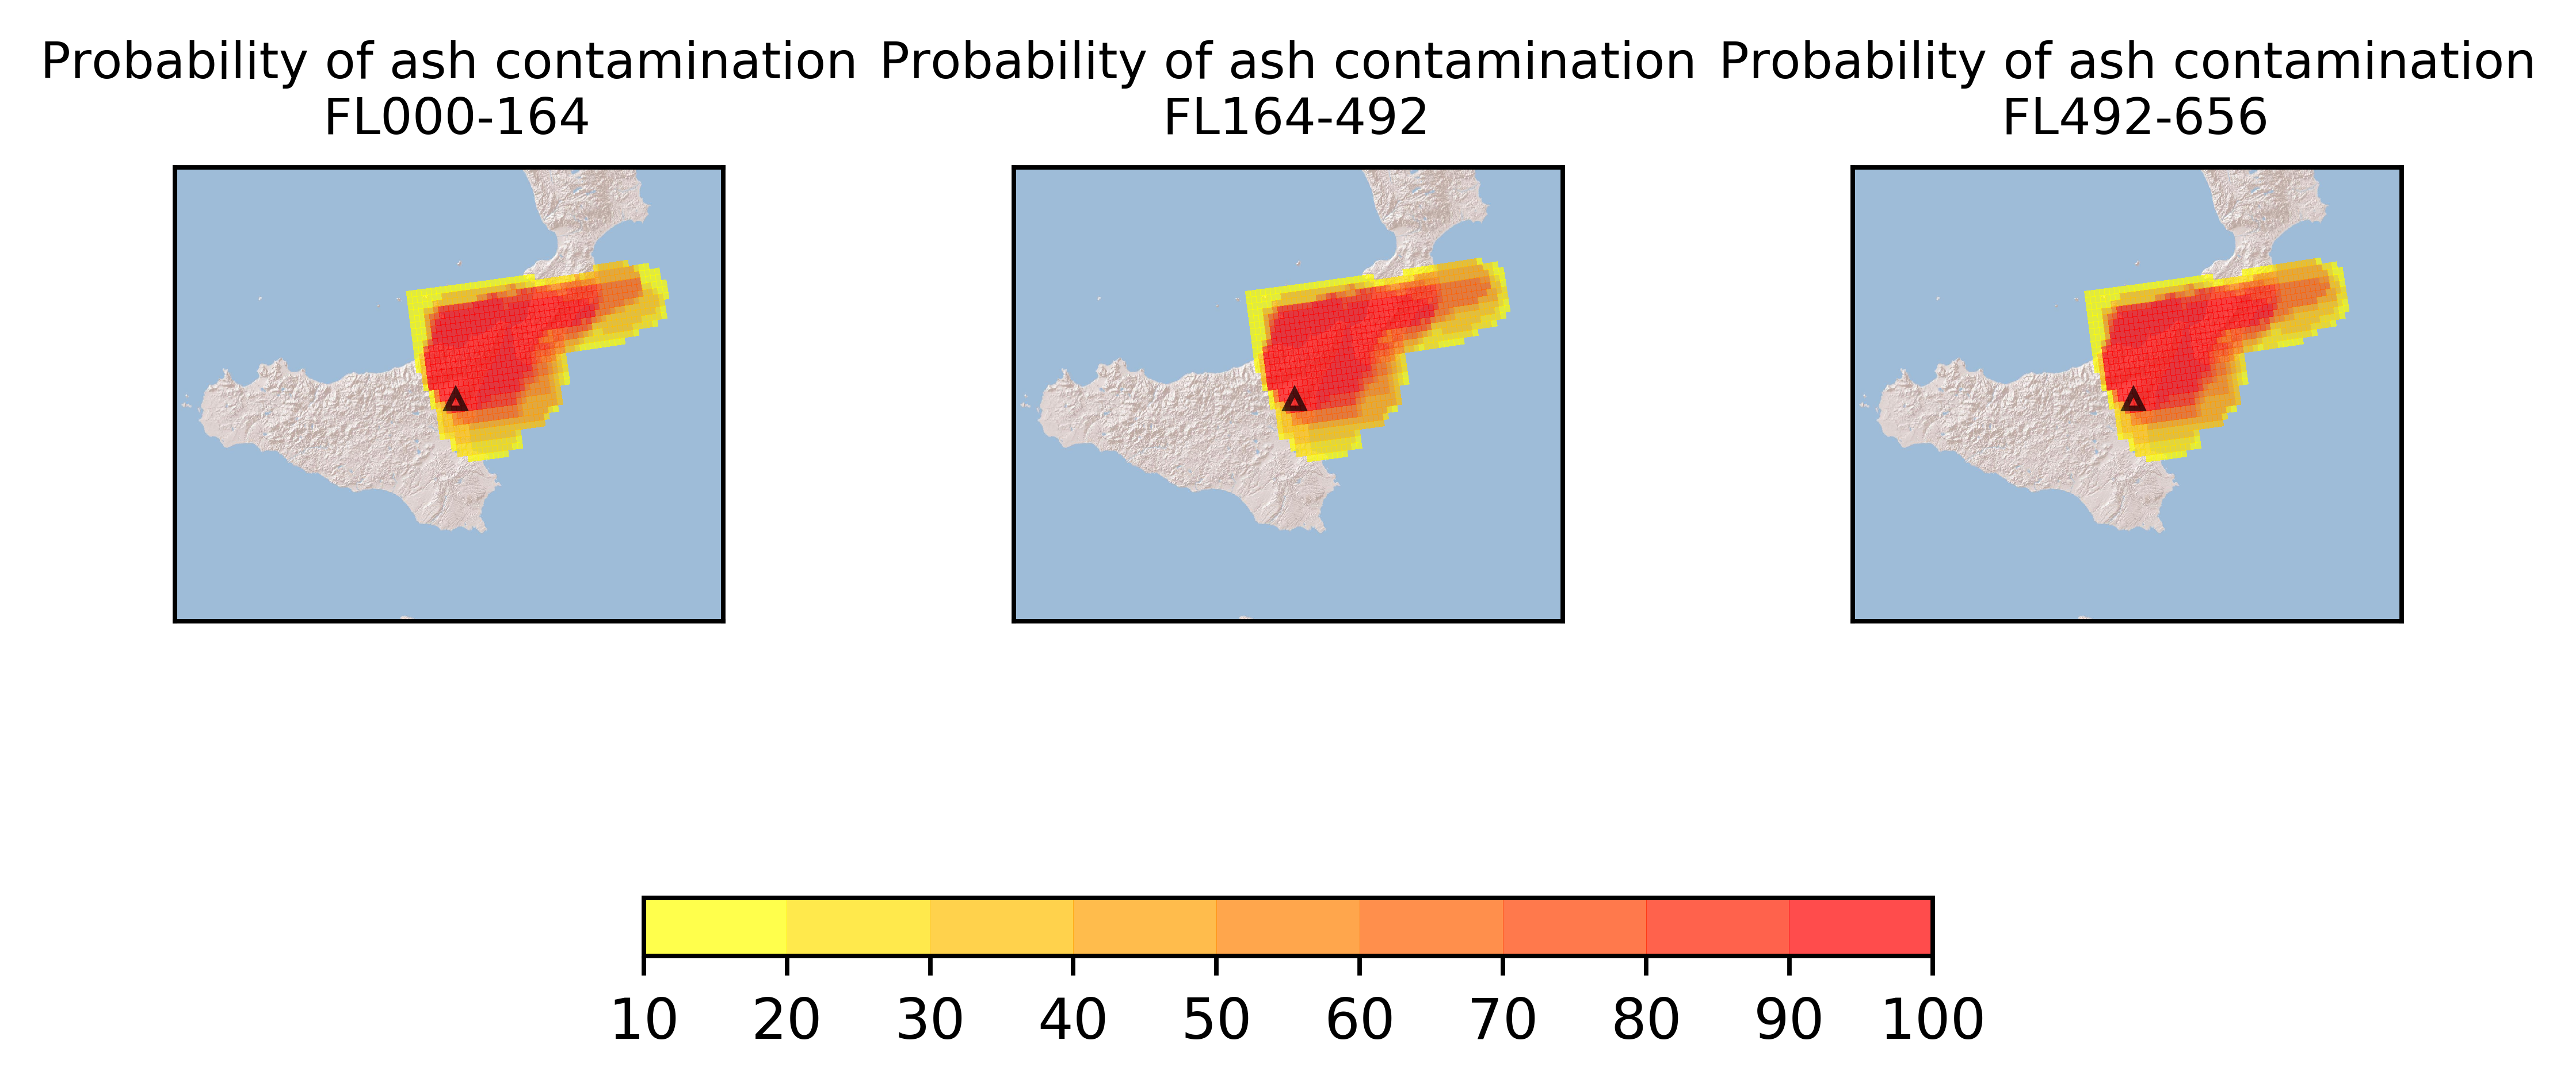 Probability of ash contamination
FL000-164
Probability of ash contamination
FL164-492
Probability of ash contamination
FL492-656
10 20 30 40 50 60 70 80 90 100